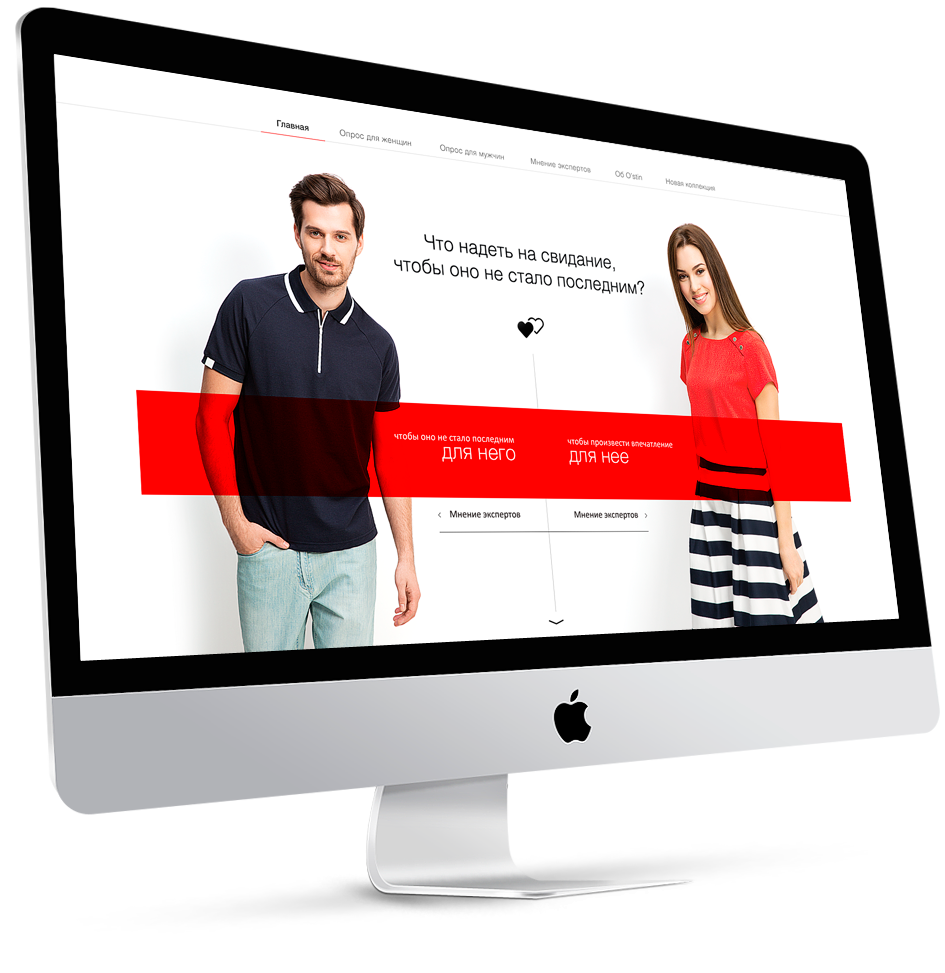 Главная Опрос для женщин Опрос для мужчин Мнение экспертов Об O'stin Новая коллекция
Что надеть на свидание,
чтобы оно не стало последним?
чтобы оно не стало последним
для него
чтобы произвести впечатление
для нее
Мнение экспертов
Мнение экспертов